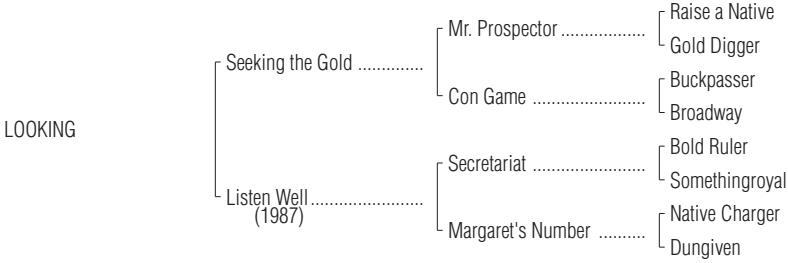 Raise a Native
Mr. Prospector ..................
Gold Digger
Seeking the Gold ..............
Buckpasser
Con Game ........................
Broadway
LOOKING
Bold Ruler
Secretariat ........................
Somethingroyal
Listen Well........................
(1987)
Native Charger
Margaret's Number ..........
Dungiven